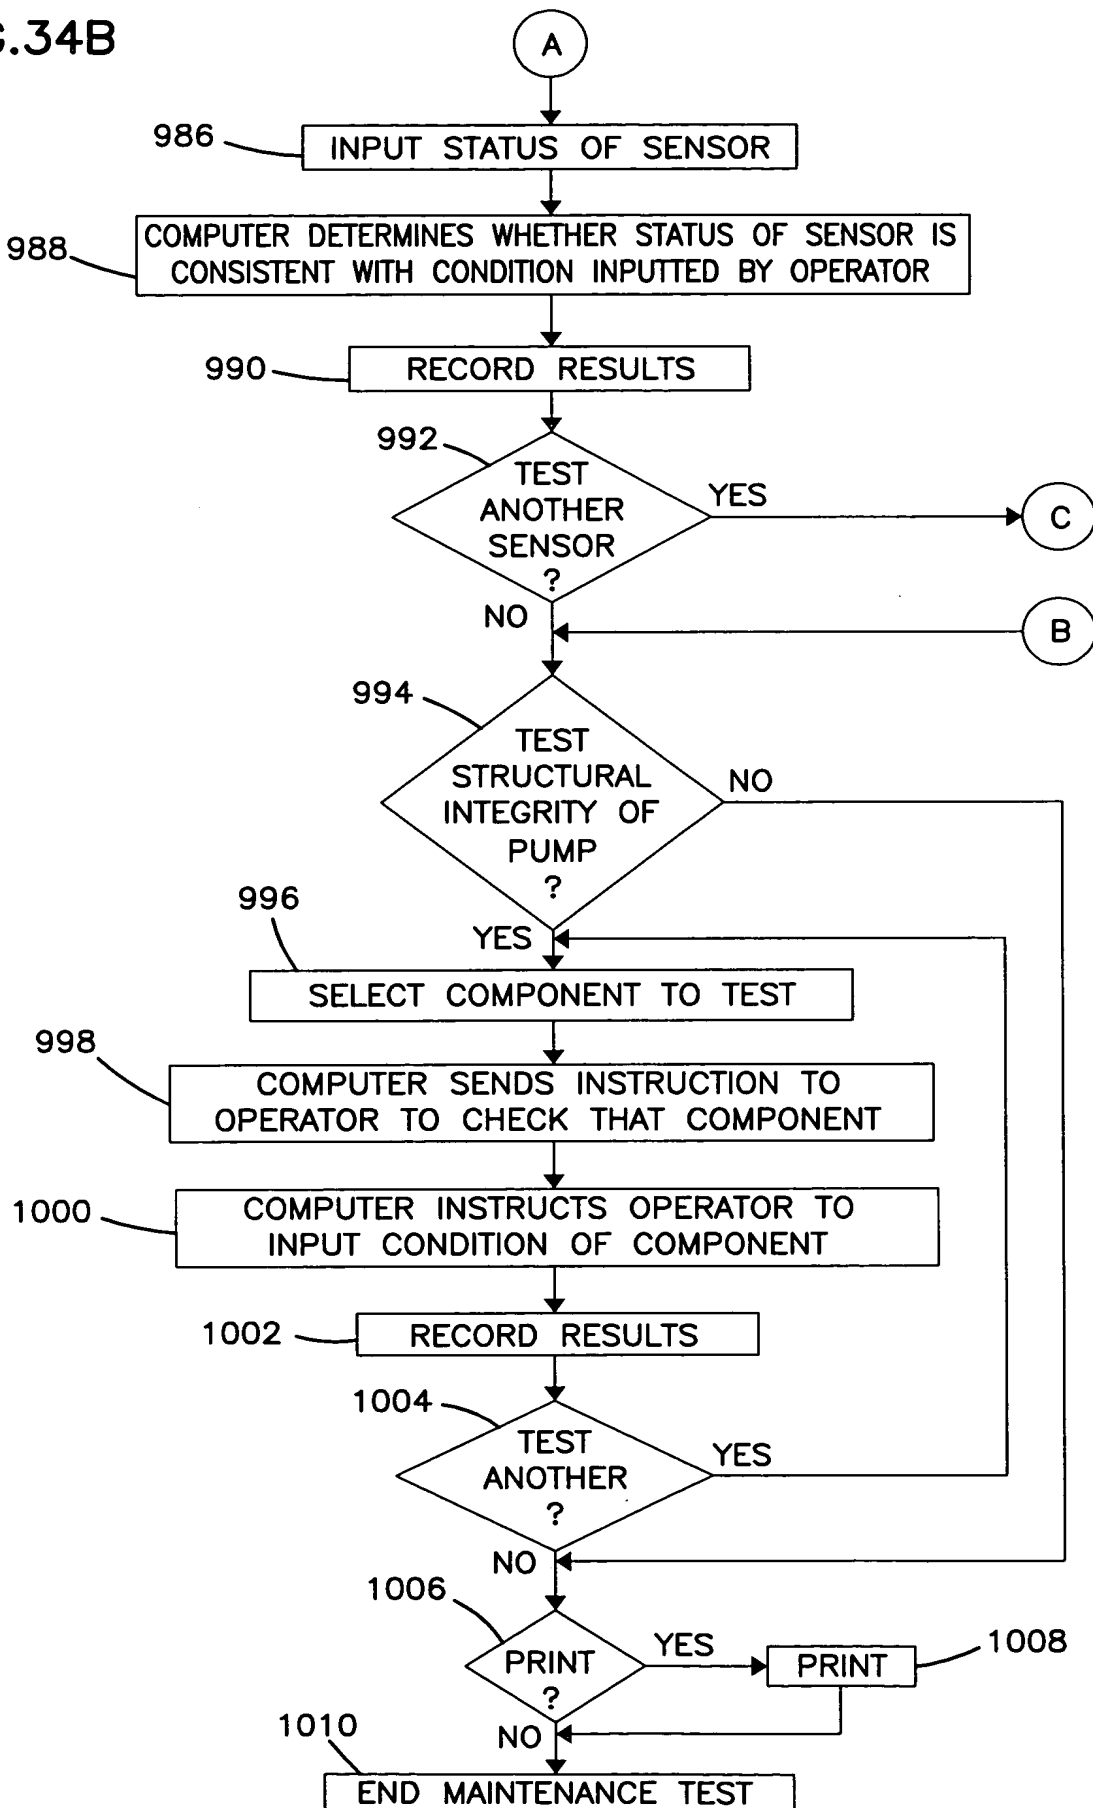 G.34B
A
986
INPUT STATUS OF SENSOR
988
COMPUTER DETERMINES WHETHER STATUS OF SENSOR IS
CONSISTENT WITH CONDITION INPUTTED BY OPERATOR
990
RECORD RESULTS
992
TEST
ANOTHER
SENSOR
?
YES
C
NO
B
994
TEST
STRUCTURAL
INTEGRITY OF
PUMP
?
NO
996
YES
SELECT COMPONENT TO TEST
998
COMPUTER SENDS INSTRUCTION TO
OPERATOR TO CHECK THAT COMPONENT
1000
COMPUTER INSTRUCTS OPERATOR TO
INPUT CONDITION OF COMPONENT
1002
RECORD RESULTS
1004
TEST
ANOTHER
?
YES
NO
1006
PRINT
?
YES
PRINT
1008
NO
1010
END MAINTENANCE TEST